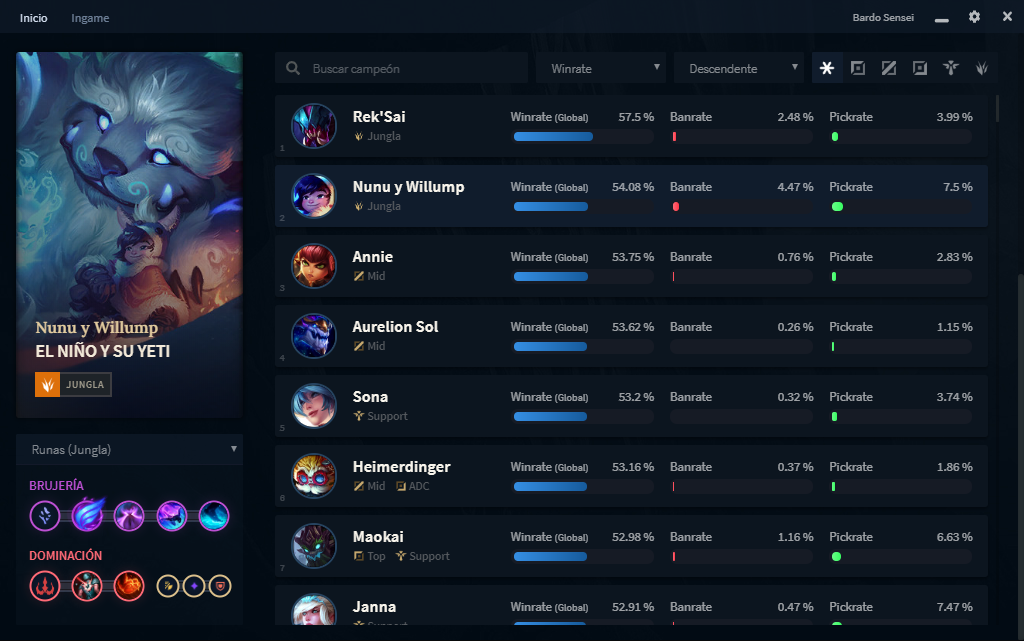 Inicio
Ingame
Bardo Sensei
Nunu y Willump
EL NIÑO Y SU YETI
JUNGLA
Runas (Jungla)
BRUJERÍA
DOMINACIÓN
Buscar campeón
Winrate
Descendente
1
Rek'Sai
Jungla
Winrate (Global) 57.5 %
Banrate 2.48 %
Pickrate 3.99 %
2
Nunu y Willump
Jungla
Winrate (Global) 54.08 %
Banrate 4.47 %
Pickrate 7.5 %
3
Annie
Mid
Winrate (Global) 53.75 %
Banrate 0.76 %
Pickrate 2.83 %
4
Aurelion Sol
Mid
Winrate (Global) 53.62 %
Banrate 0.26 %
Pickrate 1.15 %
5
Sona
Support
Winrate (Global) 53.2 %
Banrate 0.32 %
Pickrate 3.74 %
6
Heimerdinger
Mid ADC
Winrate (Global) 53.16 %
Banrate 0.37 %
Pickrate 1.86 %
7
Maokai
Top Support
Winrate (Global) 52.98 %
Banrate 1.16 %
Pickrate 6.63 %
Janna
Support
Winrate (Global) 52.91 %
Banrate 0.47 %
Pickrate 7.47 %